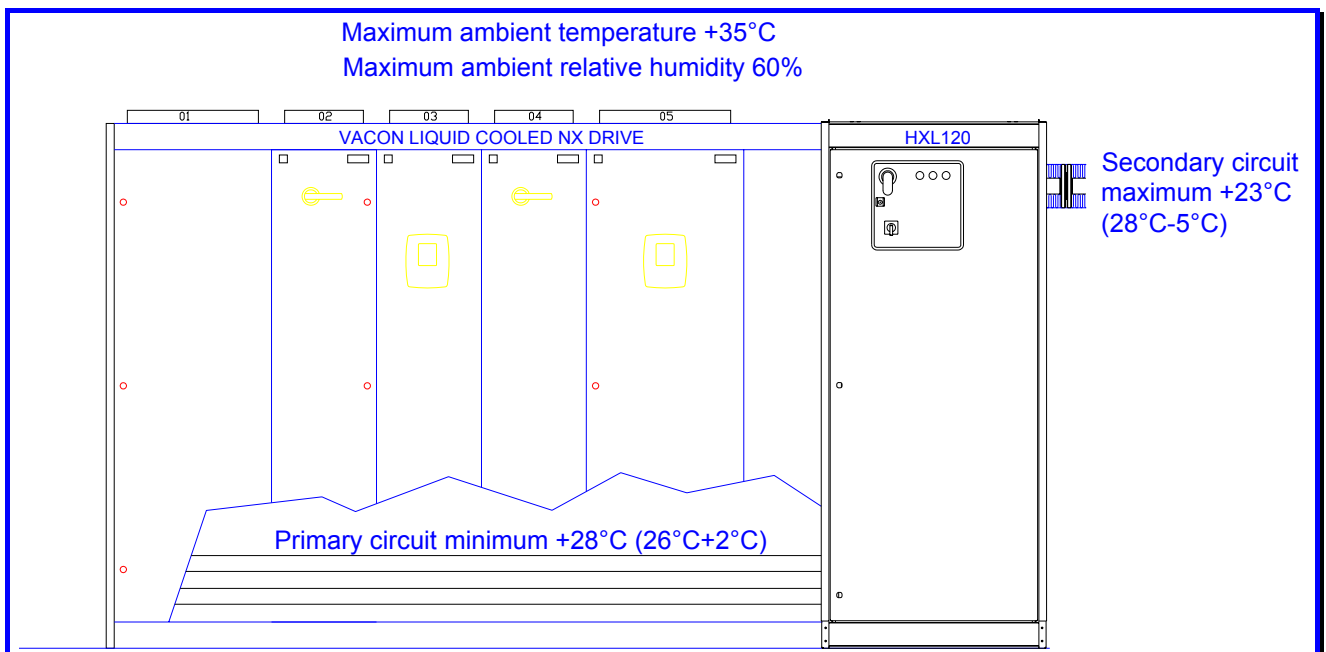 Maximum ambient temperature +35°C
Maximum ambient relative humidity 60%
01 02 03 04 05
VACON LIQUID COOLED NX DRIVE
HXL120
Secondary circuit
maximum +23°C
(28°C-5°C)
Primary circuit minimum +28°C (26°C+2°C)